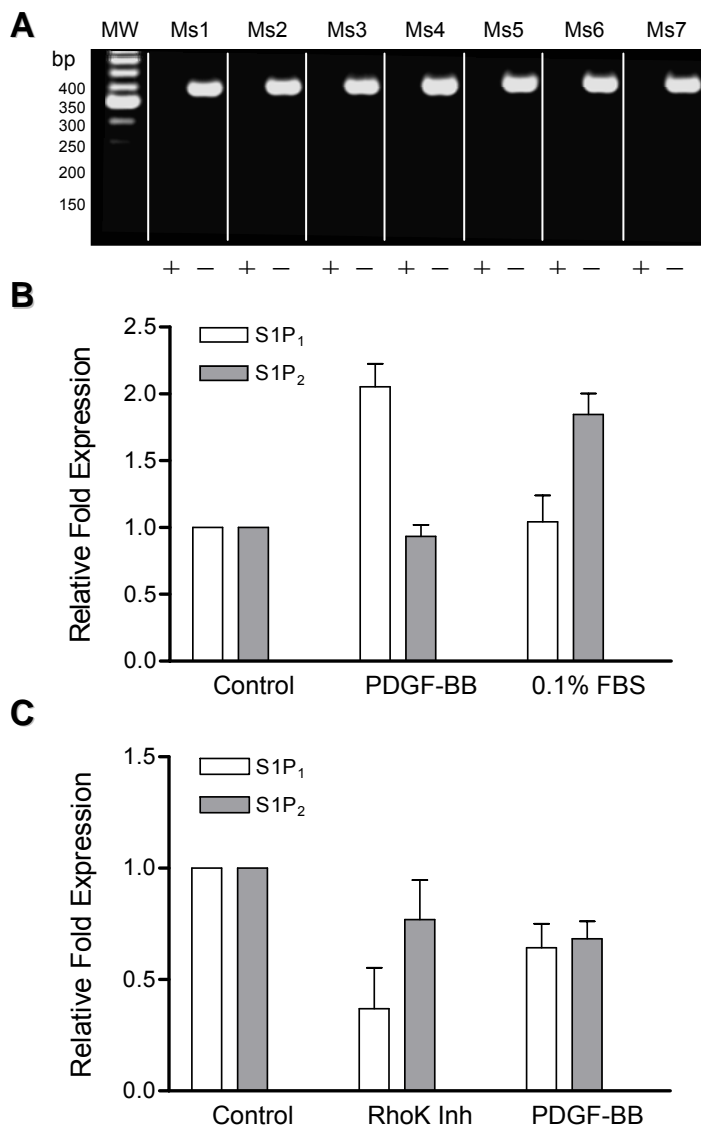 A
MW Ms1 Ms2 Ms3 Ms4 Ms5 Ms6 Ms7
bp
400
350
300
250
200
150
+ − + − + − + − + − + − + −
B
Relative Fold Expression
2.5
2.0
1.5
1.0
0.5
0.0
S1P₁
S1P₂
Control PDGF-BB 0.1% FBS
C
Relative Fold Expression
1.5
1.0
0.5
0.0
S1P₁
S1P₂
Control RhoK Inh PDGF-BB